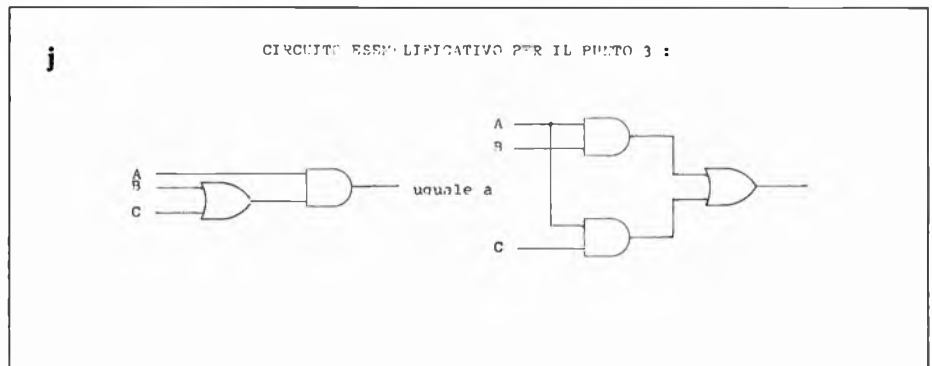 j
CIRCUITO ESEMPLIFICATIVO PER IL PUNTO 3 :
A
B
C
uguale a
A
B
C